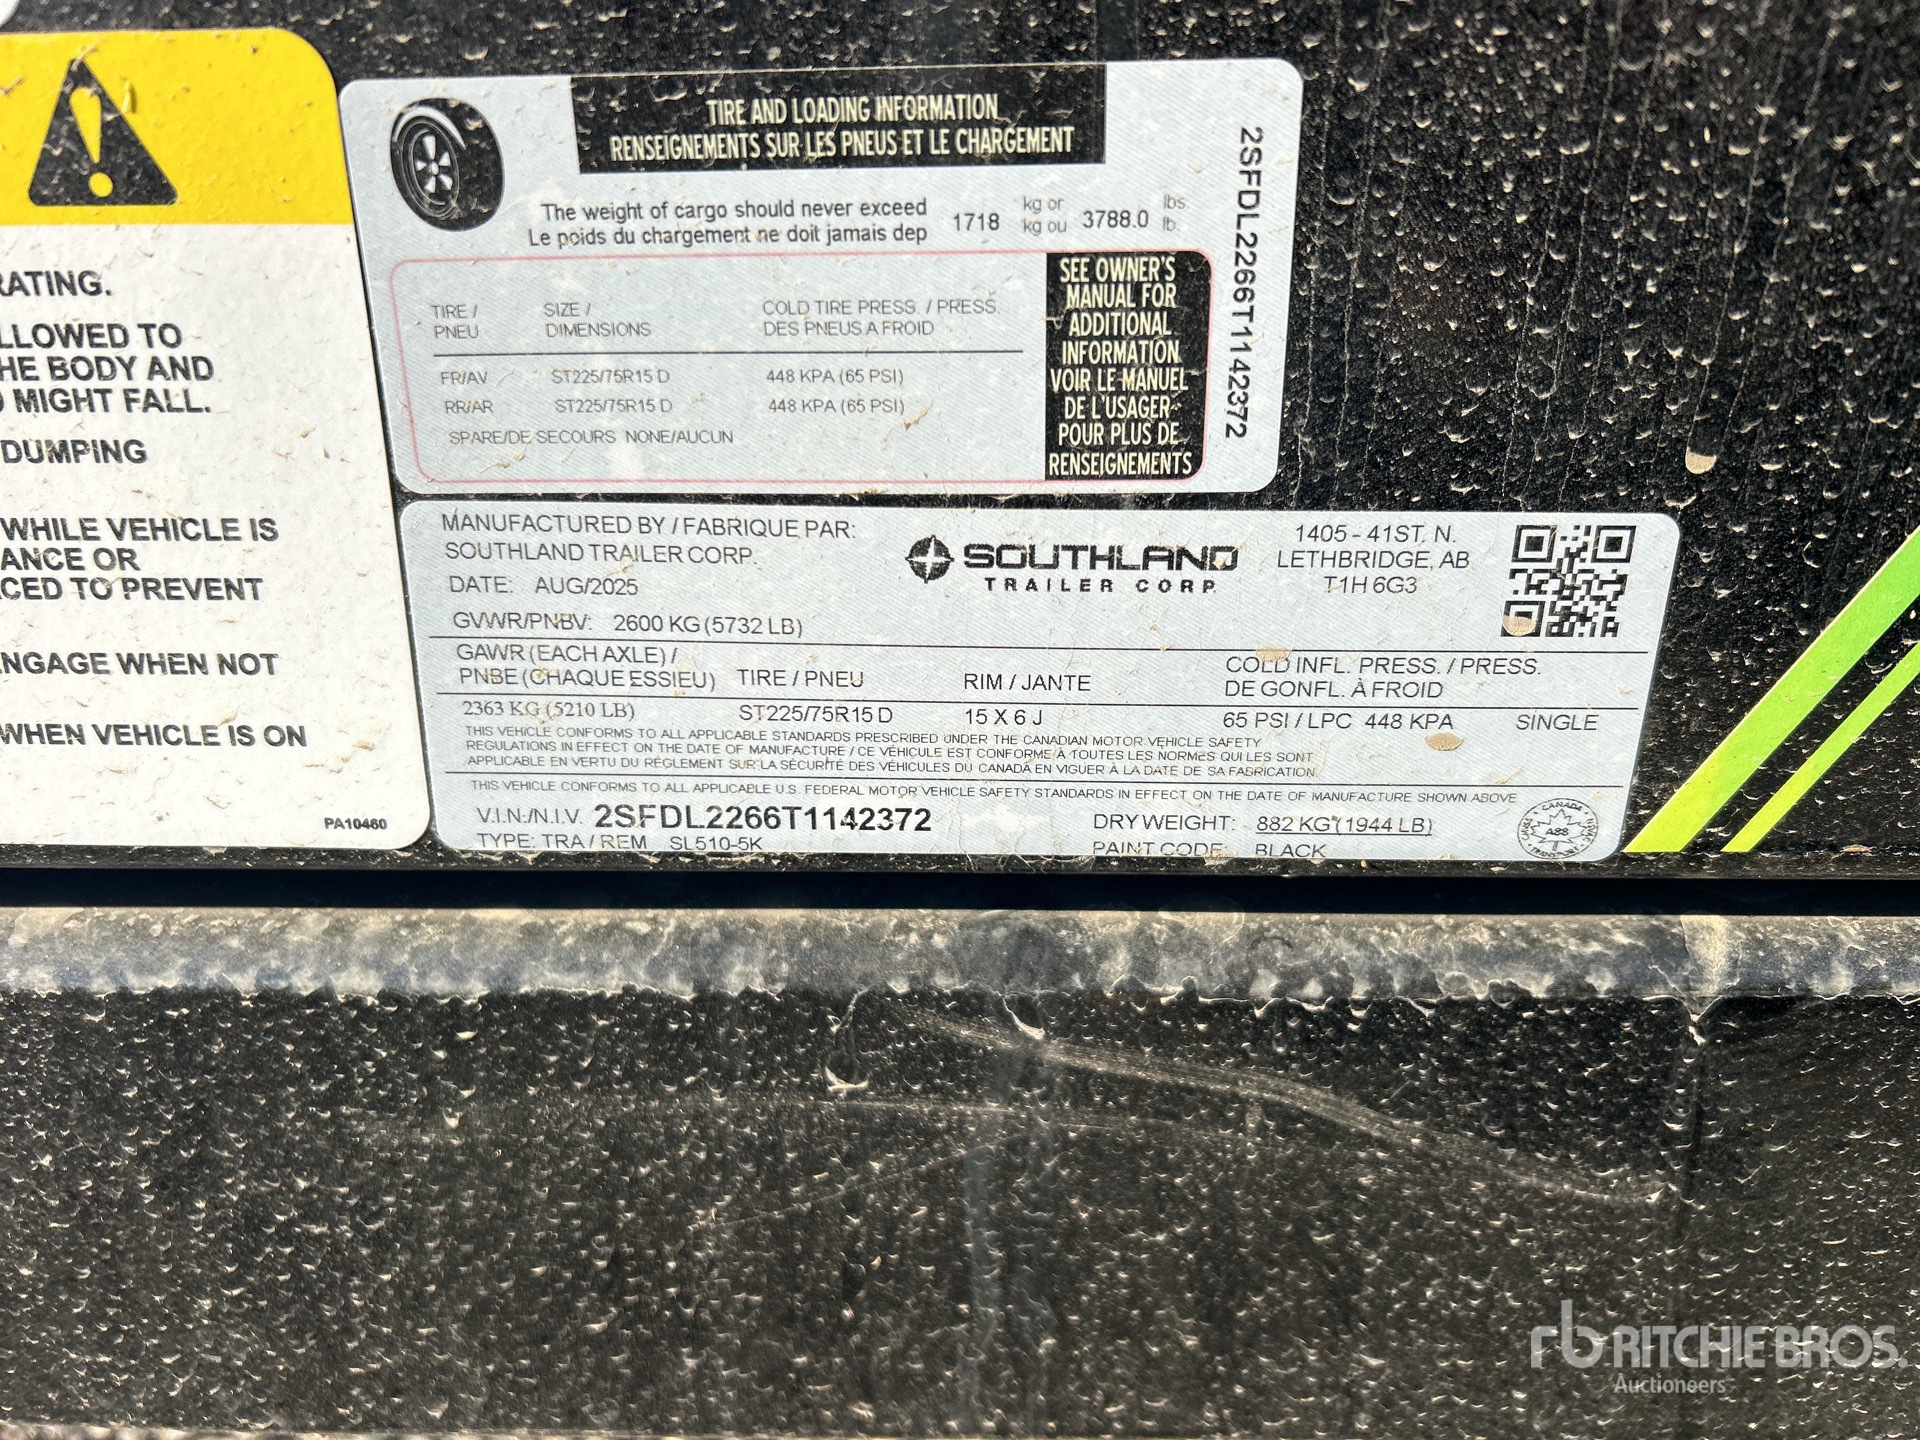 RATING.
LLOWED TO
HE BODY AND
MIGHT FALL.
DUMPING
WHILE VEHICLE IS
ANCE OR
CED TO PREVENT
NGAGE WHEN NOT
WHEN VEHICLE IS ON
PA10460
TIRE AND LOADING INFORMATION
RENSEIGNEMENTS SUR LES PNEUS ET LE CHARGEMENT
The weight of cargo should never exceed 1718 kg or 3788.0 lbs.
Le poids du chargement ne doit jamais dep kg ou lb.
TIRE / SIZE / COLD TIRE PRESS. / PRESS.
PNEU DIMENSIONS DES PNEUS A FROID
FR/AV ST225/75R15 D 448 KPA (65 PSI)
RR/AR ST225/75R15 D 448 KPA (65 PSI)
SPARE/DE SECOURS NONE/AUCUN
SEE OWNER'S
MANUAL FOR
ADDITIONAL
INFORMATION
VOIR LE MANUEL
DE L'USAGER
POUR PLUS DE
RENSEIGNEMENTS
2SFDL2266T1142372
MANUFACTURED BY / FABRIQUE PAR:
SOUTHLAND TRAILER CORP.
DATE: AUG/2025
GVWR/PNBV: 2600 KG (5732 LB)
SOUTHLAND
TRAILER CORP.
1405 - 41ST. N.
LETHBRIDGE, AB
T1H 6G3
GAWR (EACH AXLE) /
PNBE (CHAQUE ESSIEU) TIRE / PNEU RIM / JANTE
COLD INFL. PRESS. / PRESS.
DE GONFL. À FROID
2363 KG (5210 LB) ST225/75R15 D 15 X 6 J 65 PSI / LPC 448 KPA SINGLE
THIS VEHICLE CONFORMS TO ALL APPLICABLE STANDARDS PRESCRIBED UNDER THE CANADIAN MOTOR VEHICLE SAFETY
REGULATIONS IN EFFECT ON THE DATE OF MANUFACTURE / CE VÉHICULE EST CONFORME À TOUTES LES NORMES QUI LES SONT
APPLICABLE EN VERTU DU RÉGLEMENT SUR LA SÉCURITÉ DES VÉHICULES DU CANADA EN VIGUER À LA DATE DE SA FABRICATION
THIS VEHICLE CONFORMS TO ALL APPLICABLE U.S. FEDERAL MOTOR VEHICLE SAFETY STANDARDS IN EFFECT ON THE DATE OF MANUFACTURE SHOWN ABOVE
V.I.N./N.I.V. 2SFDL2266T1142372 DRY WEIGHT: 882 KG (1944 LB)
TYPE: TRA / REM SL510-5K PAINT CODE: BLACK
CANADA
A88
TRANSPORT
rb RITCHIE BROS.
Auctioneers